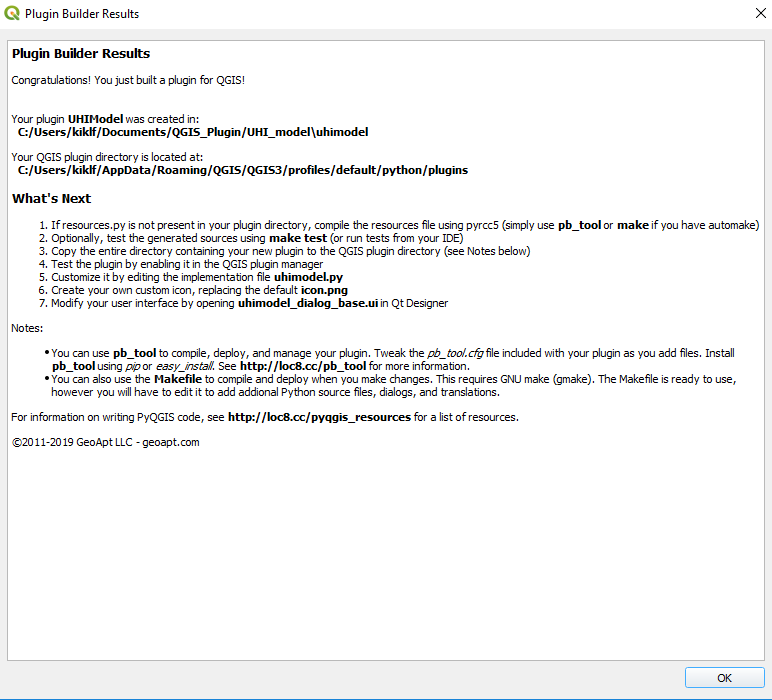 Plugin Builder Results
Plugin Builder Results
Congratulations! You just built a plugin for QGIS!
Your plugin UHIModel was created in:
C:/Users/kiklf/Documents/QGIS_Plugin/UHI_model\uhimodel
Your QGIS plugin directory is located at:
C:/Users/kiklf/AppData/Roaming/QGIS/QGIS3/profiles/default/python/plugins
What's Next
1. If resources.py is not present in your plugin directory, compile the resources file using pyrcc5 (simply use pb_tool or make if you have automake)
2. Optionally, test the generated sources using make test (or run tests from your IDE)
3. Copy the entire directory containing your new plugin to the QGIS plugin directory (see Notes below)
4. Test the plugin by enabling it in the QGIS plugin manager
5. Customize it by editing the implementation file uhimodel.py
6. Create your own custom icon, replacing the default icon.png
7. Modify your user interface by opening uhimodel_dialog_base.ui in Qt Designer
Notes:
•You can use pb_tool to compile, deploy, and manage your plugin. Tweak the pb_tool.cfg file included with your plugin as you add files. Install
pb_tool using pip or easy_install. See http://loc8.cc/pb_tool for more information.
•You can also use the Makefile to compile and deploy when you make changes. This requires GNU make (gmake). The Makefile is ready to use,
however you will have to edit it to add addional Python source files, dialogs, and translations.
For information on writing PyQGIS code, see http://loc8.cc/pyqgis_resources for a list of resources.
©2011-2019 GeoApt LLC - geoapt.com
OK